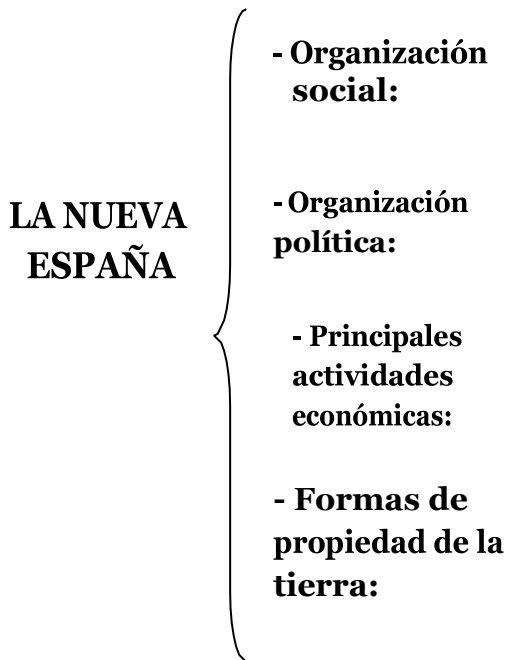 LA NUEVA
ESPAÑA
- Organización
social:
- Organización
política:
- Principales
actividades
económicas:
- Formas de
propiedad de la
tierra: